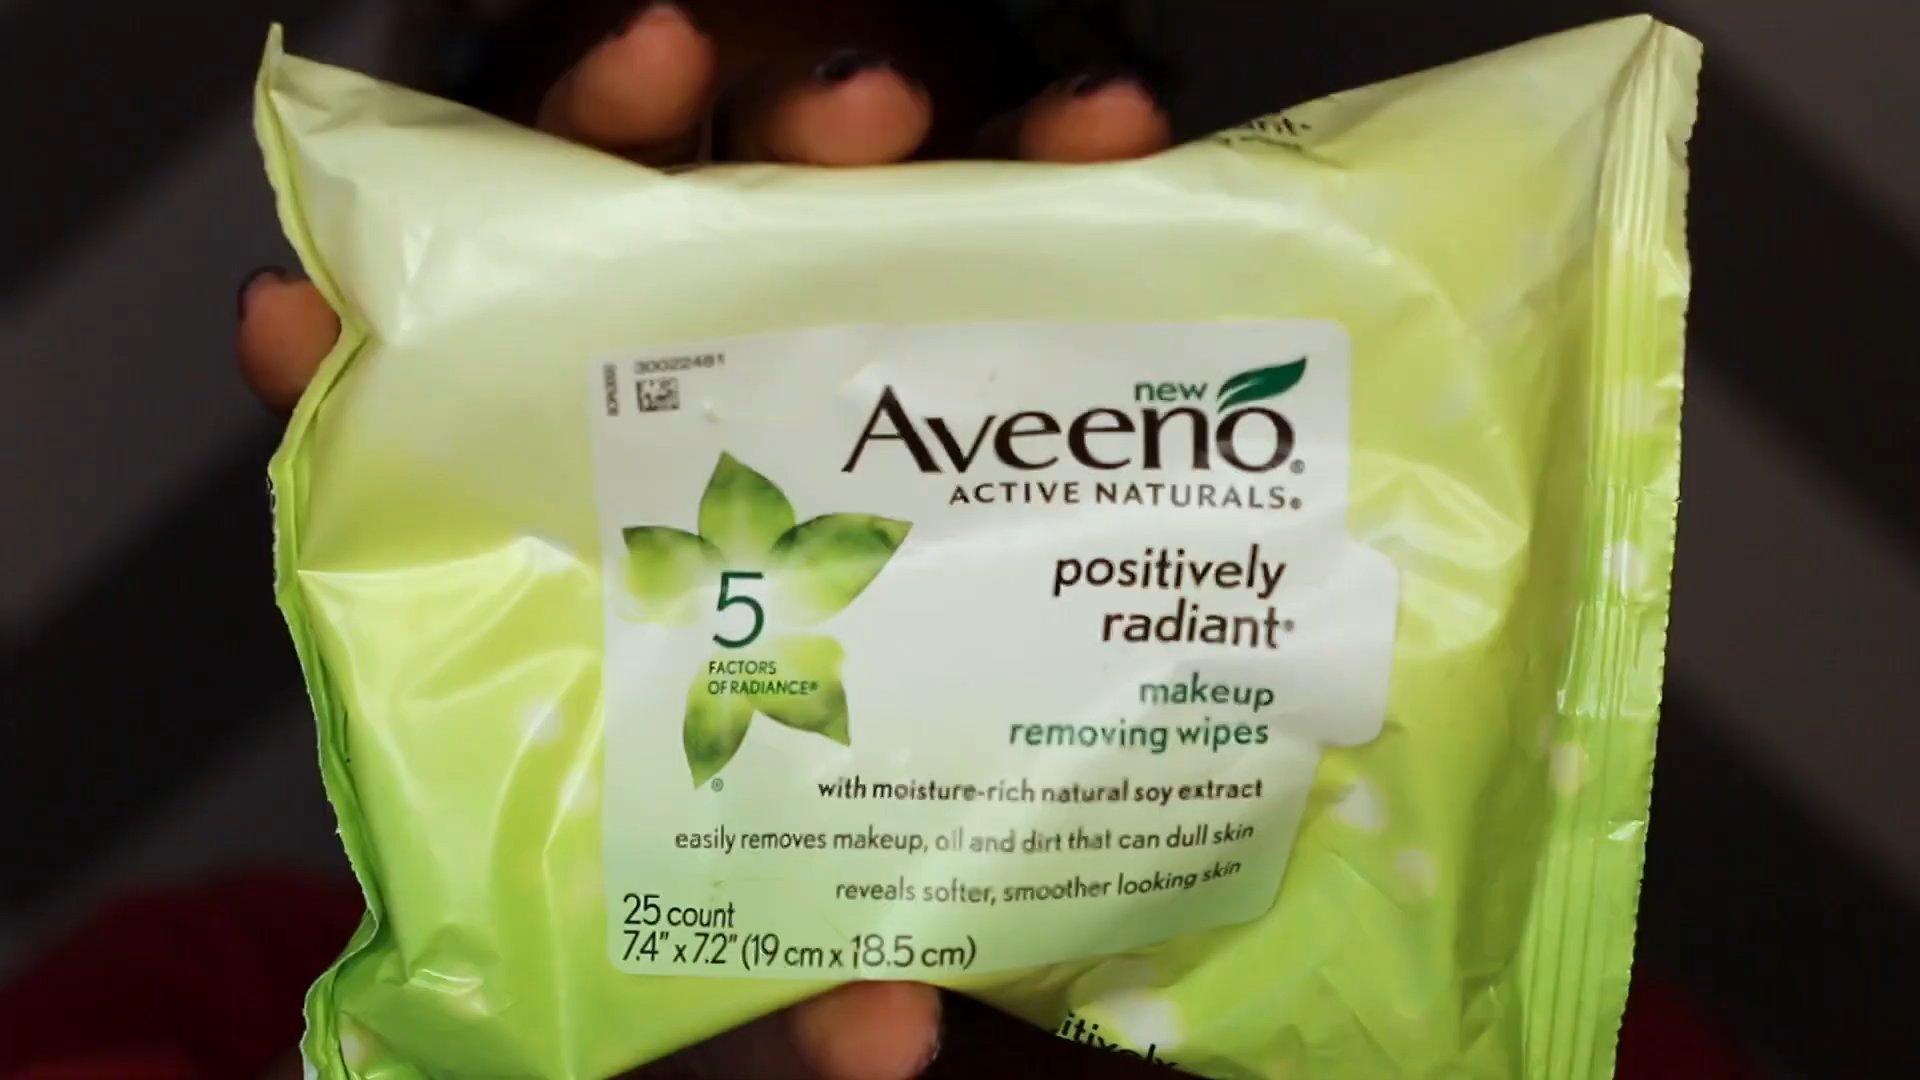 30022481
new
Aveeno®
ACTIVE NATURALS®
positively
radiant®
makeup
removing wipes
with moisture-rich natural soy extract
easily removes makeup, oil and dirt that can dull skin
reveals softer, smoother looking skin
5
FACTORS
OF RADIANCE®
®
25 count
7.4" x 7.2" (19 cm x 18.5 cm)